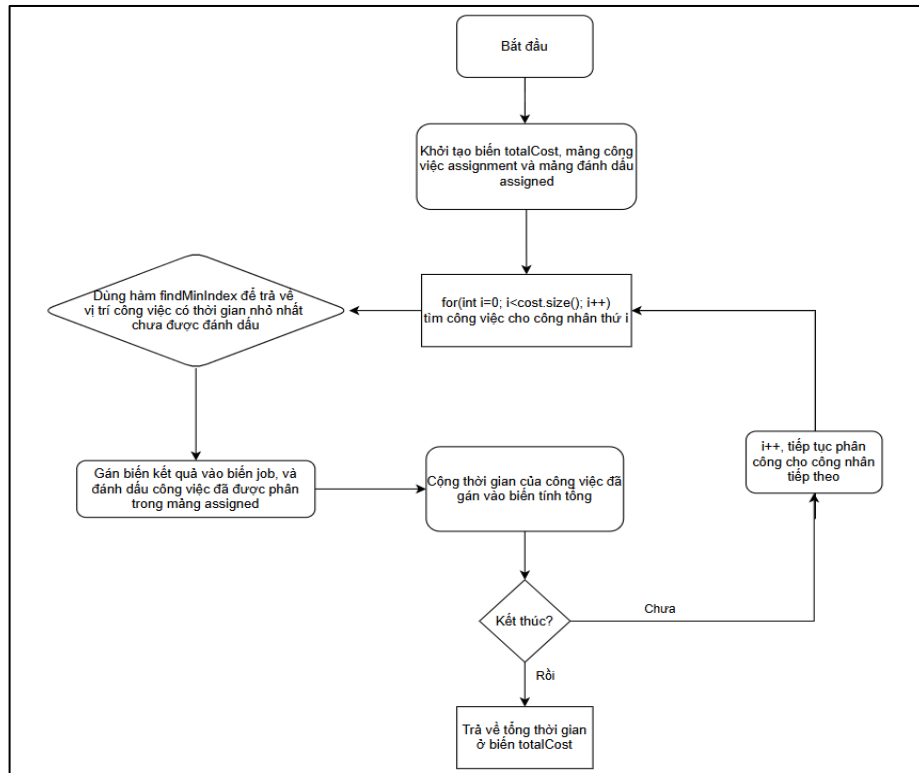 Bắt đầu
Khởi tạo biến totalCost, mảng công
việc assignment và mảng đánh dấu
assigned
for(int i=0; i<cost.size(); i++)
tìm công việc cho công nhân thứ i
Dùng hàm findMinIndex để trả về
vị trí công việc có thời gian nhỏ nhất
chưa được đánh dấu
Gán biến kết quả vào biến job, và
đánh dấu công việc đã được phân
trong mảng assigned
Cộng thời gian của công việc đã
gán vào biến tính tổng
i++, tiếp tục phân
công cho công nhân
tiếp theo
Kết thúc?
Chưa
Rồi
Trả về tổng thời gian
ở biến totalCost